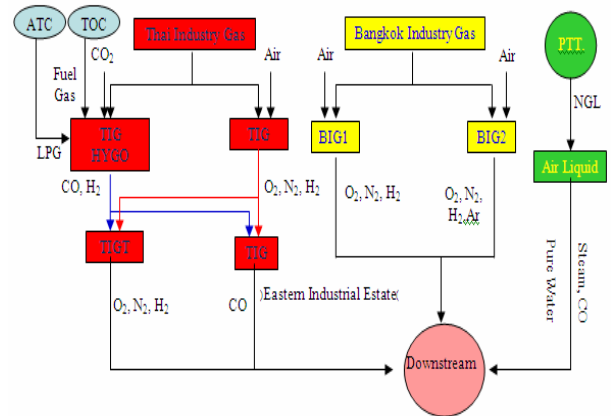 ATC
TOC
CO₂
Thai Industry Gas
Air
Air
Bangkok Industry Gas
Air
PTT.
Fuel
Gas
NGL
LPG
TIG
HYGO
TIG
BIG1
BIG2
Air Liquid
CO, H₂
O₂, N₂, H₂
O₂, N₂, H₂
O₂, N₂,
H₂,Ar
TIGT
TIG
Steam, CO
Pure Water
O₂, N₂, H₂
CO
)Eastern Industrial Estate(
Downstream